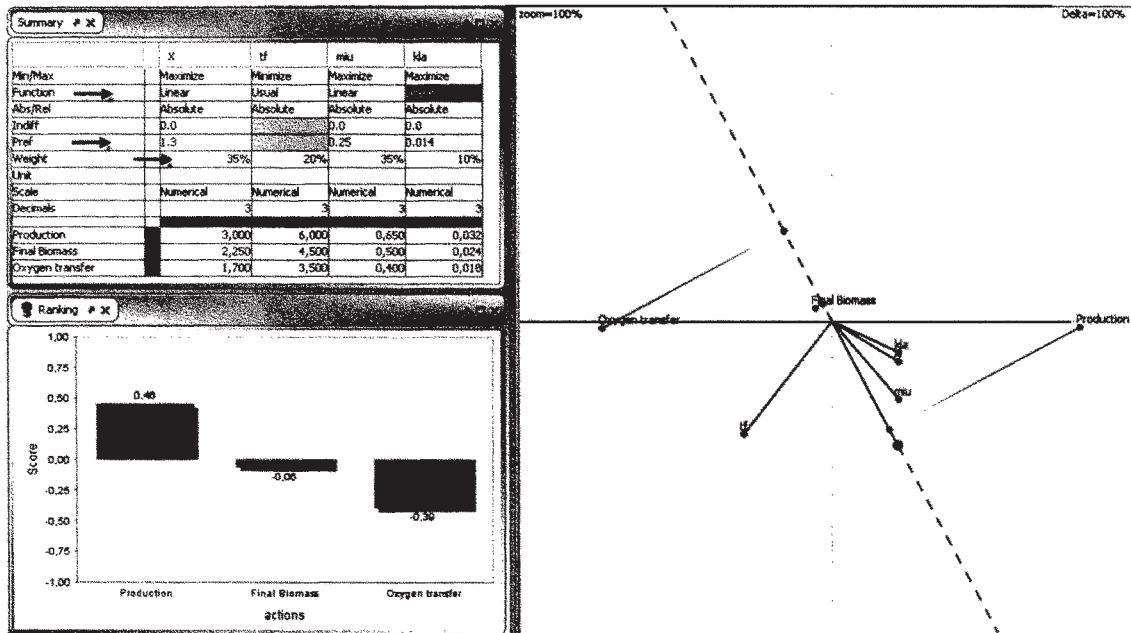 Summary
X tf miu kla
Min/Max Maximize Minimize Maximize Maximize
Function Linear Usual Linear
Abs/Rel Absolute Absolute Absolute Absolute
Indiff 0.0 0.0 0.0
Pref 1.3 0.25 0.014
Weight 35% 20% 35% 10%
Unit
Scale Numerical Numerical Numerical Numerical
Decimals 3 3 3 3
Production 3,000 6,000 0,650 0,032
Final Biomass 2,250 4,500 0,500 0,024
Oxygen transfer 1,700 3,500 0,400 0,018
Ranking
1,00
0,75
0,50
0,25
0,00
-0,25
-0,50
-0,75
-1,00
Score
0,46
-0,06
-0,39
Production Final Biomass Oxygen transfer
actions
zoom=100% Delta=100%
Final Biomass
Oxygen transfer
Production
kla
miu
tf